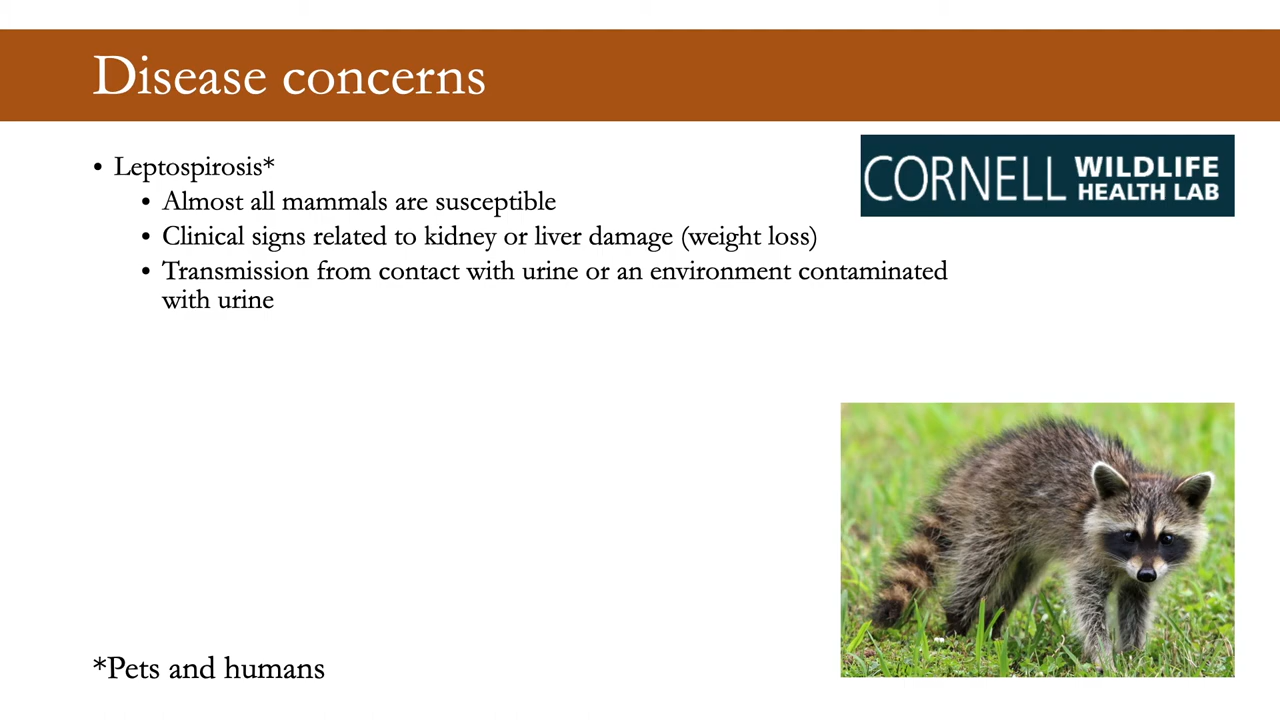 Disease concerns
• Leptospirosis*
CORNELL WILDLIFE HEALTH LAB
• Almost all mammals are susceptible
• Clinical signs related to kidney or liver damage (weight loss)
• Transmission from contact with urine or an environment contaminated
with urine
*Pets and humans